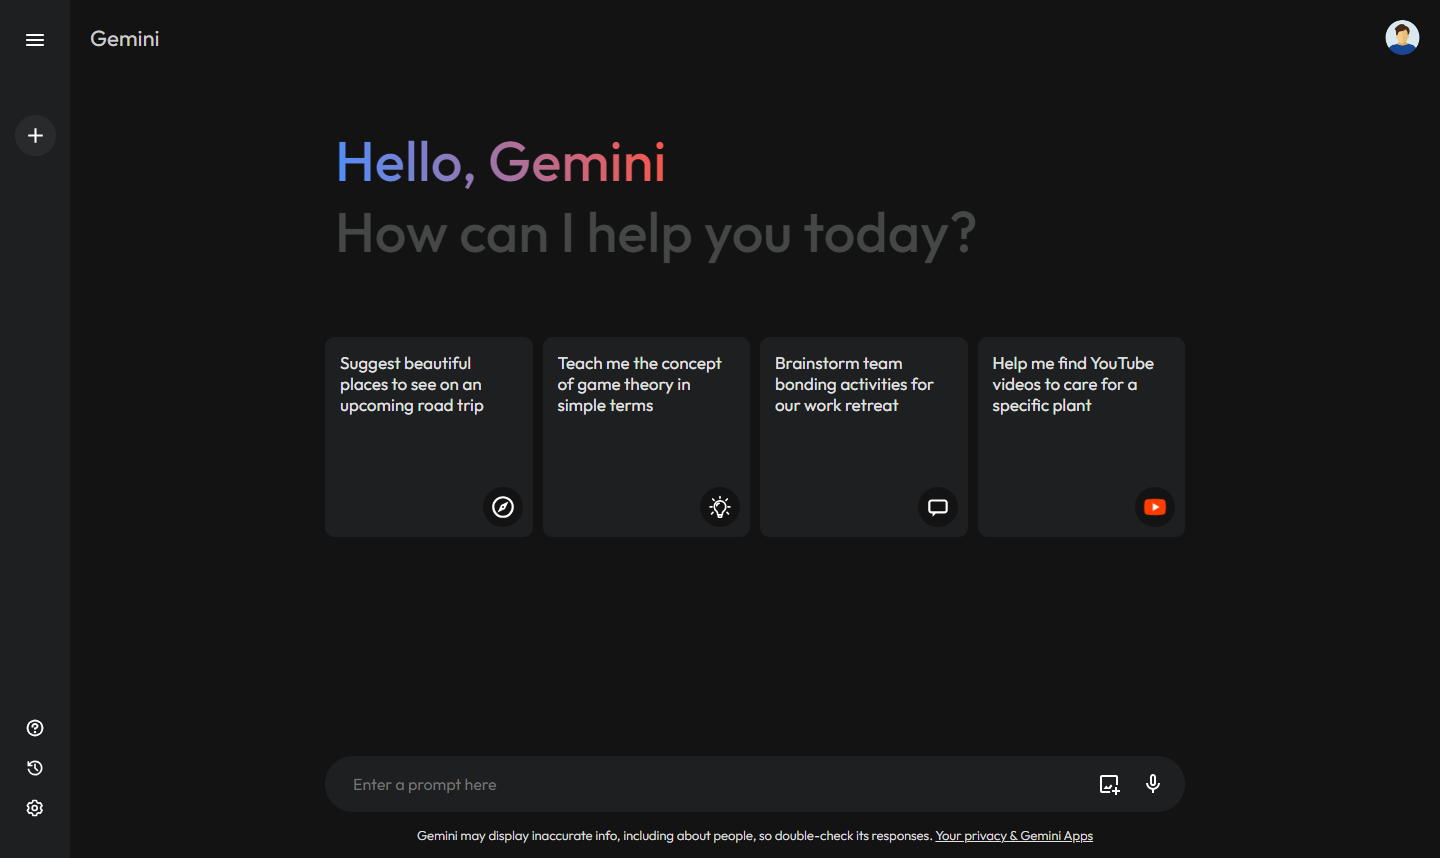 Gemini
Hello, Gemini
How can I help you today?
Suggest beautiful
places to see on an
upcoming road trip
Teach me the concept
of game theory in
simple terms
Brainstorm team
bonding activities for
our work retreat
Help me find YouTube
videos to care for a
specific plant
Enter a prompt here
Gemini may display inaccurate info, including about people, so double-check its responses. Your privacy & Gemini Apps